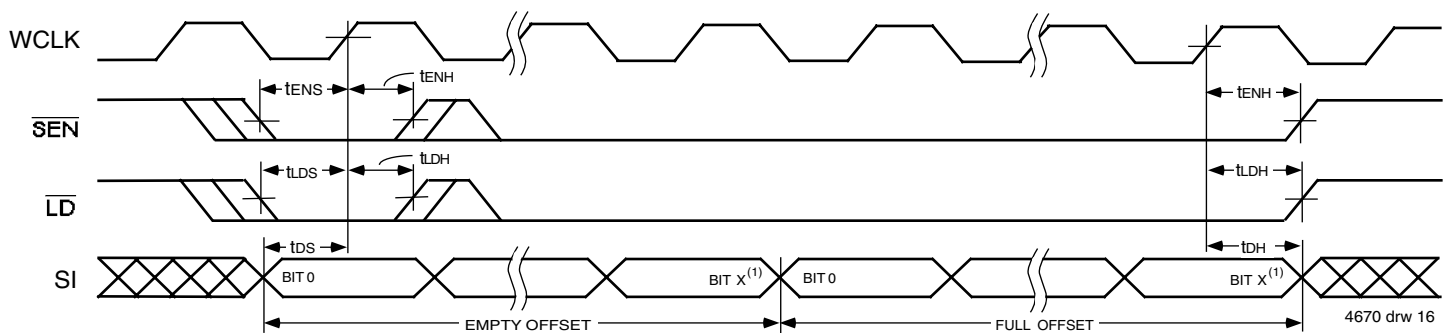 WCLK
tENS
tENH
tENH
SEN
tLDS
tLDH
tLDH
LD
tDS
tDH
SI
BIT 0
BIT X(1)
BIT 0
BIT X(1)
EMPTY OFFSET
FULL OFFSET
4670 drw 16